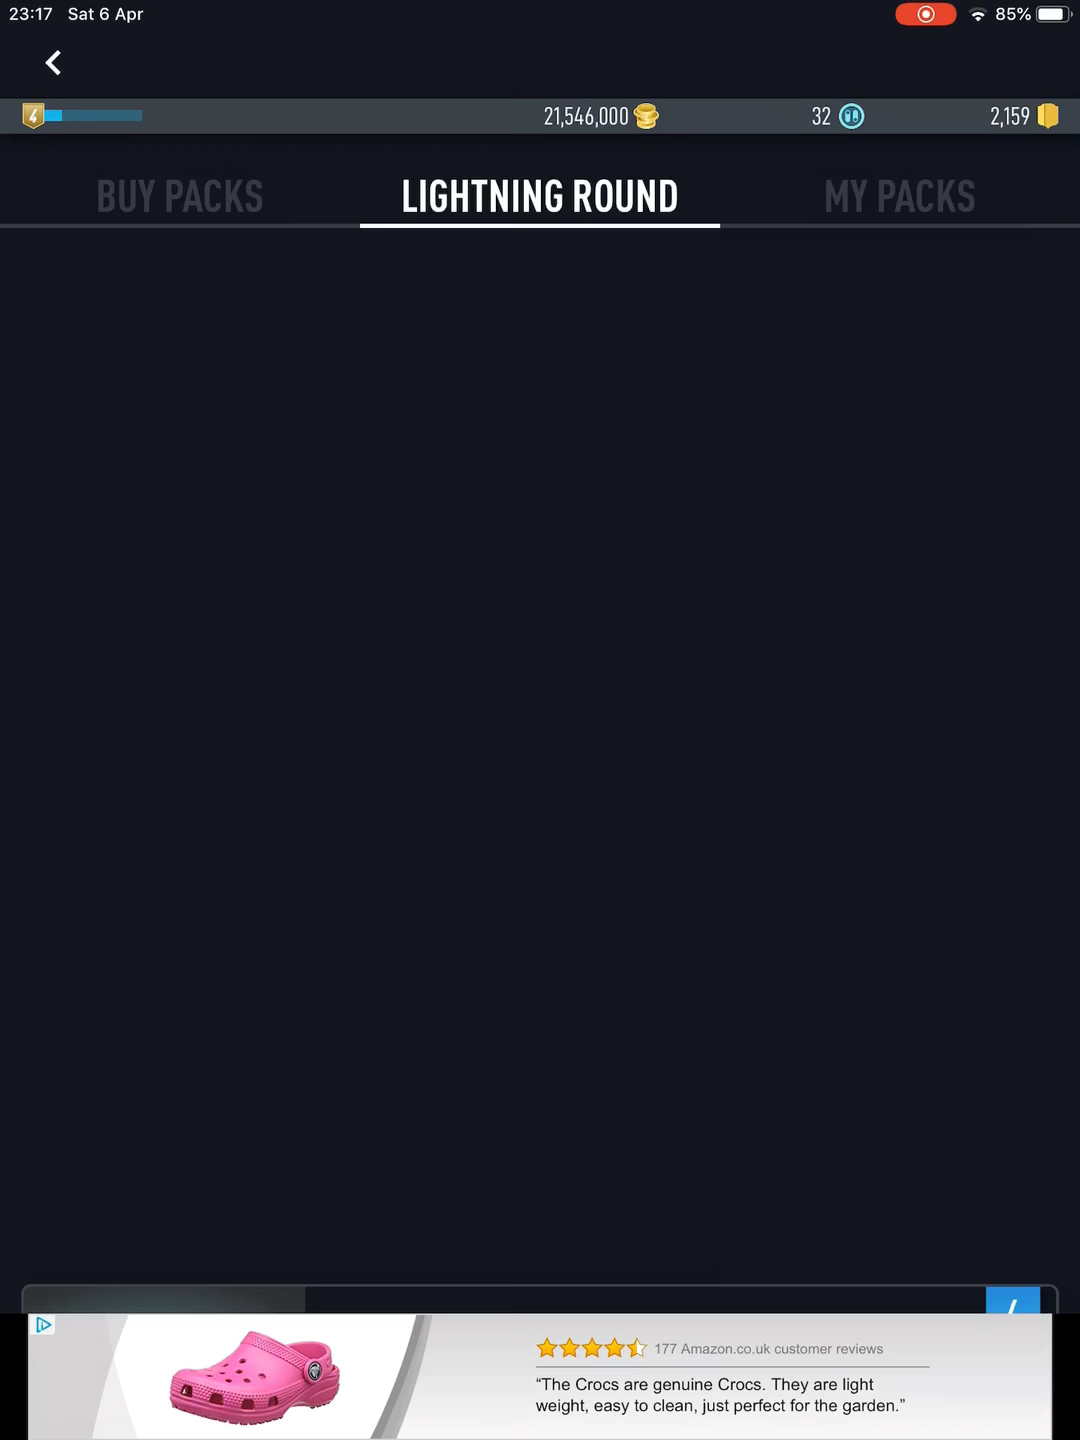 23:17 Sat 6 Apr
85%
4
21,546,000
32
2,159
BUY PACKS
LIGHTNING ROUND
MY PACKS
177 Amazon.co.uk customer reviews
“The Crocs are genuine Crocs. They are light
weight, easy to clean, just perfect for the garden.”